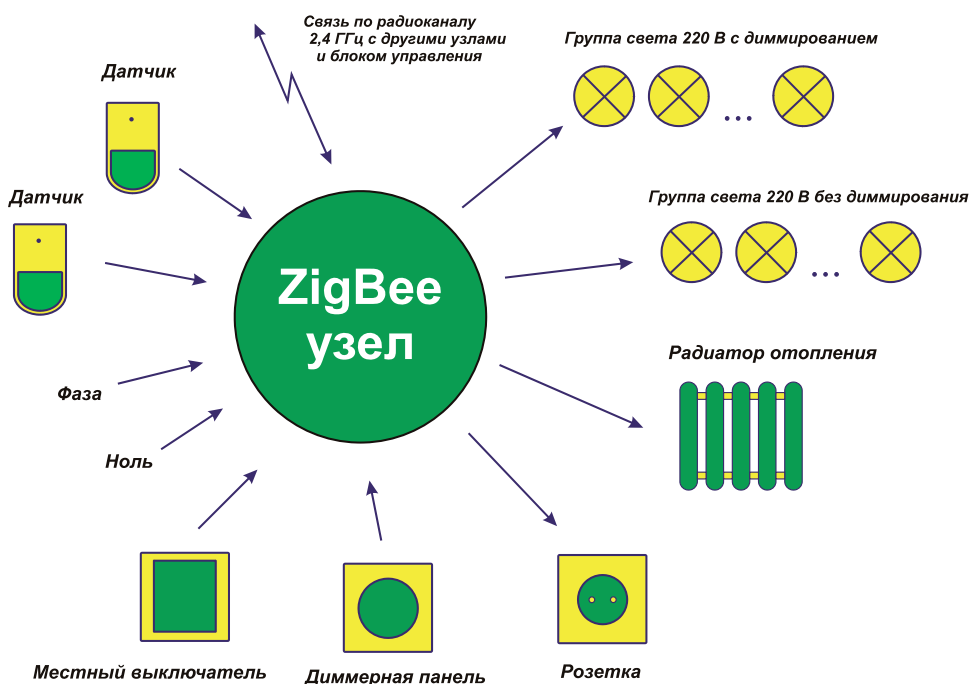 Связь по радиоканалу
2,4 ГГц с другими узлами
и блоком управления
Группа света 220 В с диммированием
Датчик
Датчик
Группа света 220 В без диммирования
ZigBee
узел
Радиатор отопления
Фаза
Ноль
Местный выключатель
Диммерная панель
Розетка